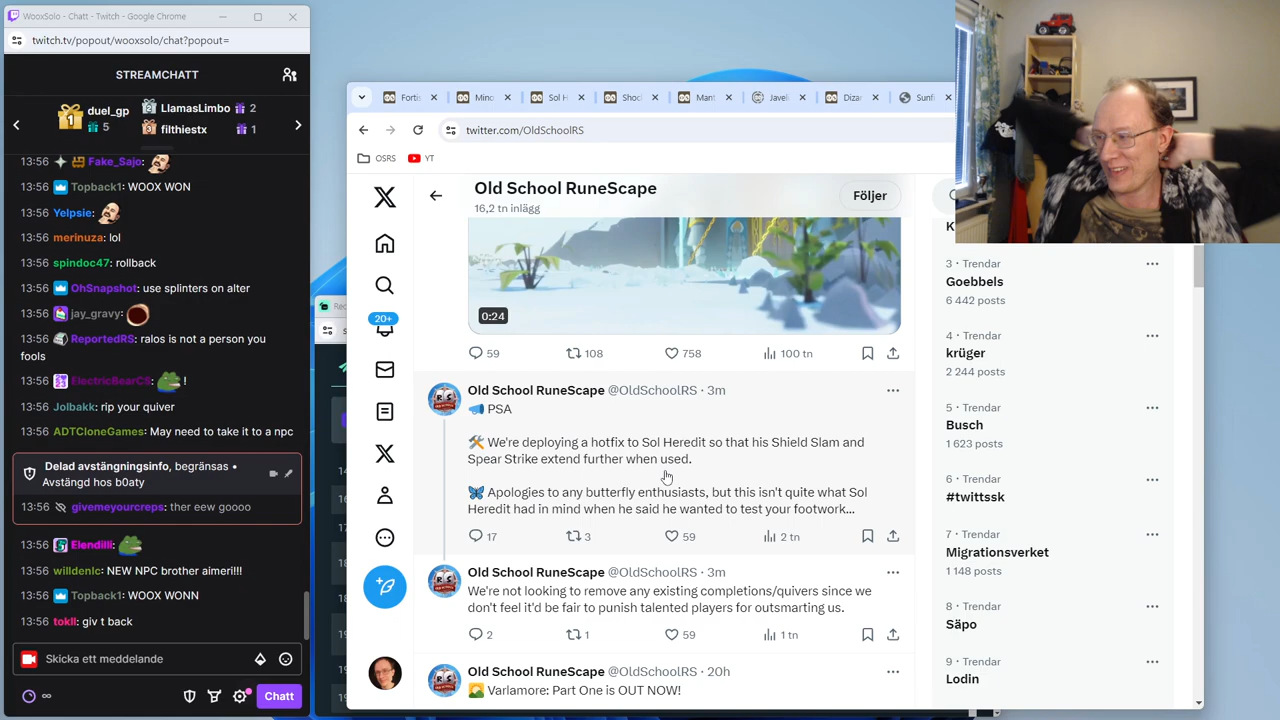 WooxSolo - Chatt - Twitch - Google Chrome
twitch.tv/popout/wooxsolo/chat?popout=
STREAMCHATT
1 duel_gp 5
2 LlamasLimbo 2
3 filthiestx 1
13:56 Fake_Sajo:
13:56 Topback1: WOOX WON
13:56 Yelpsie:
13:56 merinuza: lol
13:56 spindoc47: rollback
13:56 OhSnapshot: use splinters on alter
13:56 jay_gravy:
13:56 ReportedRS: ralos is not a person you
fools
13:56 ElectricBearCS: !
13:56 Jolbakk: rip your quiver
13:56 ADTCloneGames: May need to take it to a npc
Delad avstängningsinfo, begränsas •
Avstängd hos b0aty
13:56 givemeyourcreps: ther eew goooo
13:56 Elendilli:
13:56 willdenlc: NEW NPC brother aimeri!!!
13:56 Topback1: WOOX WONN
13:56 tokll: giv t back
Skicka ett meddelande
∞
Chatt
Forti
Mino
Sol H
Shoc
Mant
Javel
Dizar
Sunf
twitter.com/OldSchoolRS
OSRS
YT
20+
Old School RuneScape
16,2 tn inlägg
Följer
0:24
59 108 758 100 tn
Old School RuneScape @OldSchoolRS · 3m
PSA
We're deploying a hotfix to Sol Heredit so that his Shield Slam and
Spear Strike extend further when used.
Apologies to any butterfly enthusiasts, but this isn't quite what Sol
Heredit had in mind when he said he wanted to test your footwork...
17 3 59 2 tn
Old School RuneScape @OldSchoolRS · 3m
We're not looking to remove any existing completions/quivers since we
don't feel it'd be fair to punish talented players for outsmarting us.
2 1 59 1 tn
Old School RuneScape @OldSchoolRS · 20h
Varlamore: Part One is OUT NOW!
3 · Trendar
Goebbels
6 442 posts
4 · Trendar
krüger
2 244 posts
5 · Trendar
Busch
1 623 posts
6 · Trendar
#twittssk
7 · Trendar
Migrationsverket
1 148 posts
8 · Trendar
Säpo
9 · Trendar
Lodin